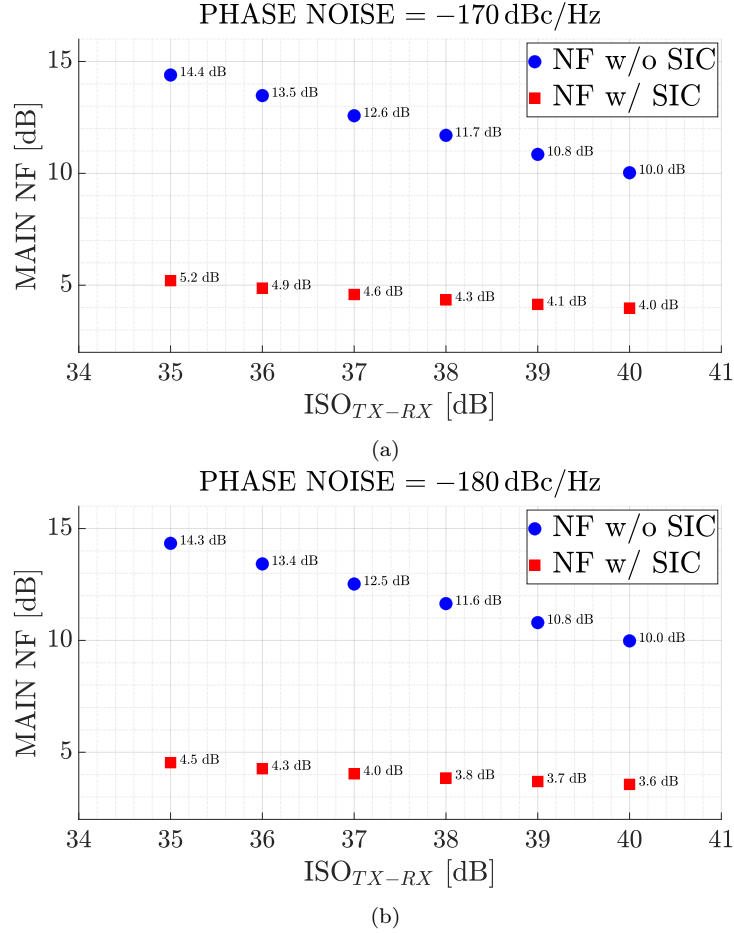 PHASE NOISE = −170 dBc/Hz
NF w/o SIC
NF w/ SIC
MAIN NF [dB]
15
10
5
14.4 dB
13.5 dB
12.6 dB
11.7 dB
10.8 dB
10.0 dB
5.2 dB
4.9 dB
4.6 dB
4.3 dB
4.1 dB
4.0 dB
34 35 36 37 38 39 40 41
ISO_{TX−RX} [dB]
(a)
PHASE NOISE = −180 dBc/Hz
NF w/o SIC
NF w/ SIC
MAIN NF [dB]
15
10
5
14.3 dB
13.4 dB
12.5 dB
11.6 dB
10.8 dB
10.0 dB
4.5 dB
4.3 dB
4.0 dB
3.8 dB
3.7 dB
3.6 dB
34 35 36 37 38 39 40 41
ISO_{TX−RX} [dB]
(b)